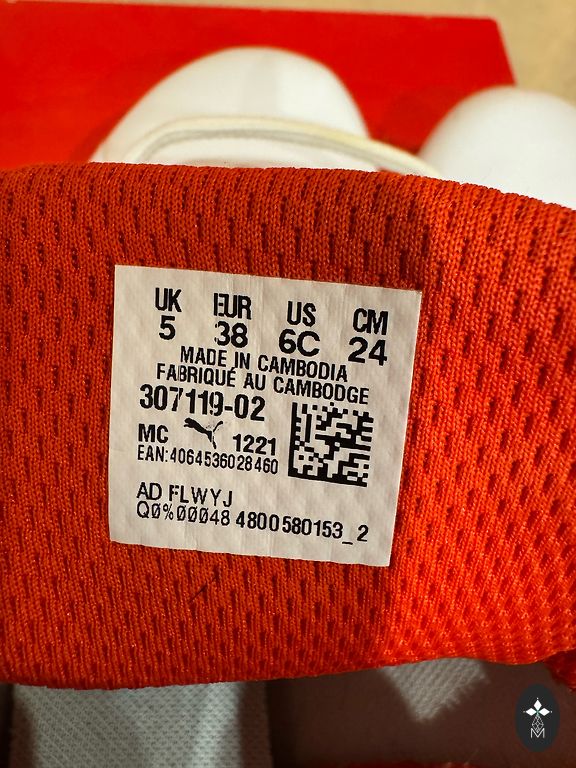 UK EUR US CM
5 38 6C 24
MADE IN CAMBODIA
FABRIQUÉ AU CAMBODGE
307119-02
MC 1221
EAN:4064536028460
AD FLWYJ
Q0%00048 4800580153_2
M